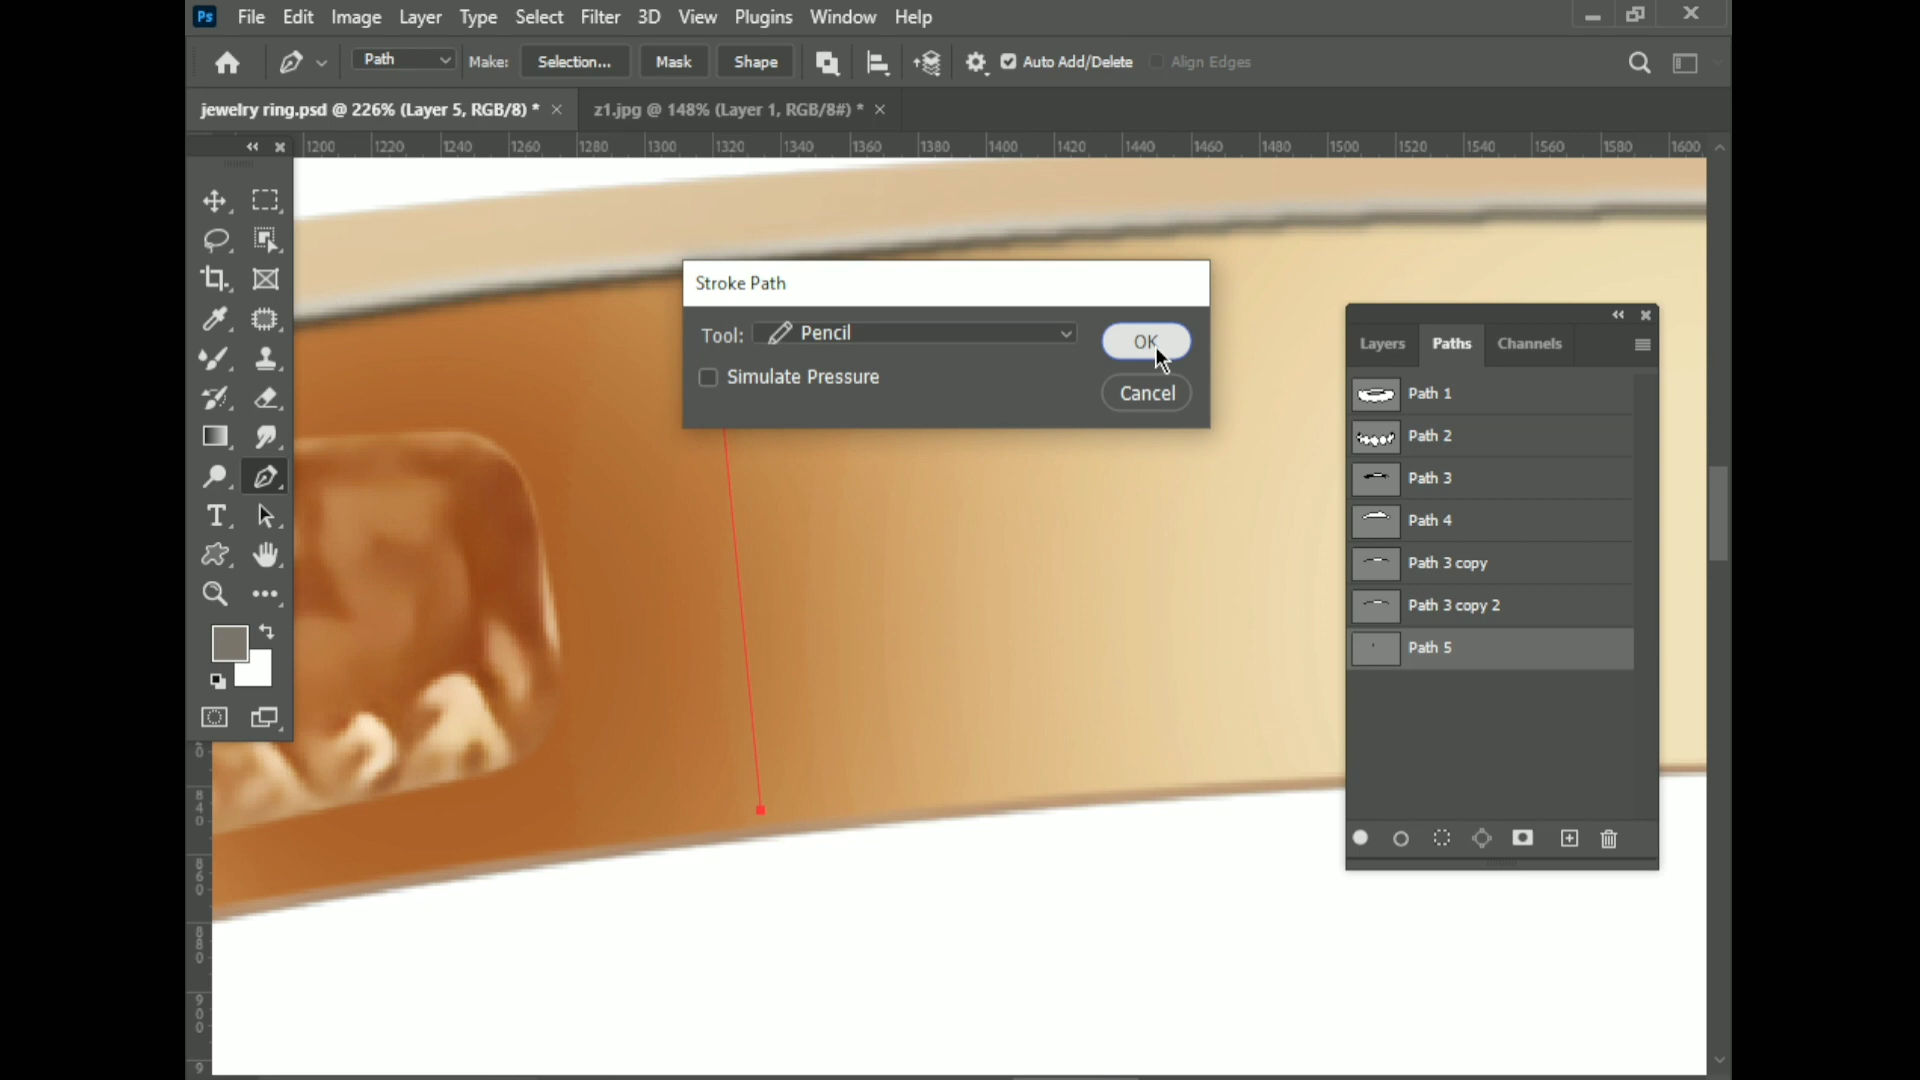 Ps File Edit Image Layer Type Select Filter 3D View Plugins Window Help
Path Make: Selection... Mask Shape Auto Add/Delete Align Edges
jewelry ring.psd @ 226% (Layer 5, RGB/8) * z1.jpg @ 148% (Layer 1, RGB/8#) *
1200 1220 1240 1260 1280 1300 1320 1340 1360 1380 1400 1420 1440 1460 1480 1500 1520 1540 1560 1580 1600
Stroke Path
Tool: Pencil
OK
Simulate Pressure
Cancel
Layers Paths Channels
Path 1
Path 2
Path 3
Path 4
Path 3 copy
Path 3 copy 2
Path 5
840
860
880
900
9